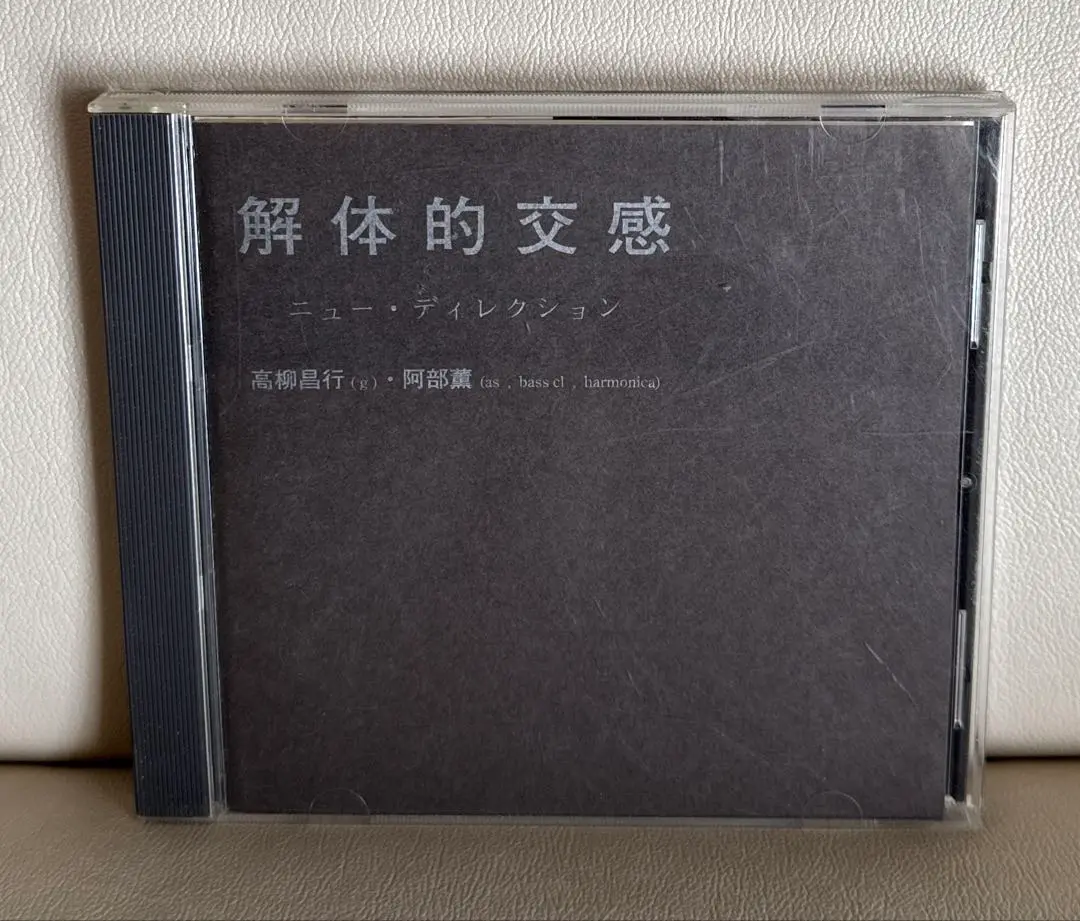 解体的交感
ニュー・ディレクション
高柳昌行(g)・阿部薫(as , bass cl , harmonica)